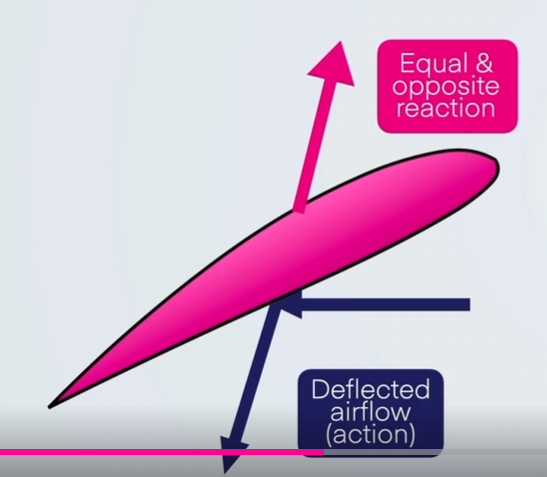 Equal &
opposite
reaction
Deflected
airflow
(action)